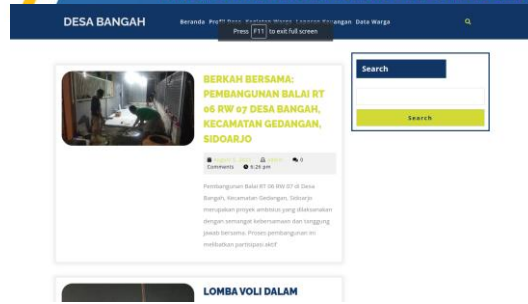 DESA BANGAH
Beranda Profil Desa Kegiatan Warga Laporan Keuangan Data Warga
Press F11 to exit full screen
BERKAH BERSAMA:
PEMBANGUNAN BALAI RT
06 RW 07 DESA BANGAH,
KECAMATAN GEDANGAN,
SIDOARJO
0
Comments 6:26 pm
Pembangunan Balai RT 06 RW 07 di Desa
Bangah, Kecamatan Gedangan, Sidoarjo
merupakan proyek ambisius yang dilaksanakan
dengan semangat kebersamaan dan tanggung
jawab bersama. Proses pembangunan ini
melibatkan partisipasi aktif
Search
Search
LOMBA VOLI DALAM